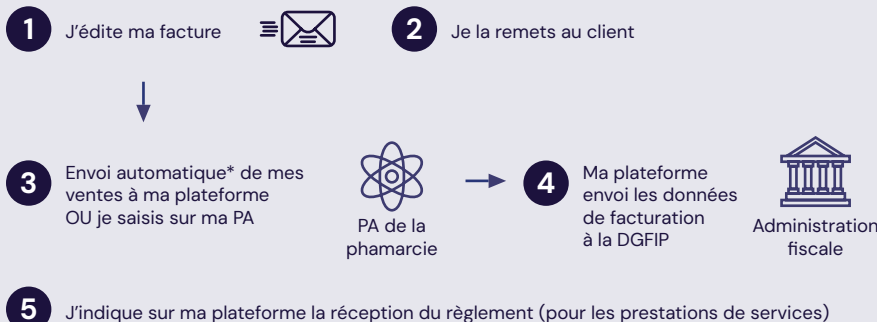 1 J'édite ma facture
2 Je la remets au client
3 Envoi automatique* de mes
ventes à ma plateforme
OU je saisis sur ma PA
PA de la
phamarcie
4 Ma plateforme
envoi les données
de facturation
à la DGFIP
Administration
fiscale
5 J'indique sur ma plateforme la réception du règlement (pour les prestations de services)